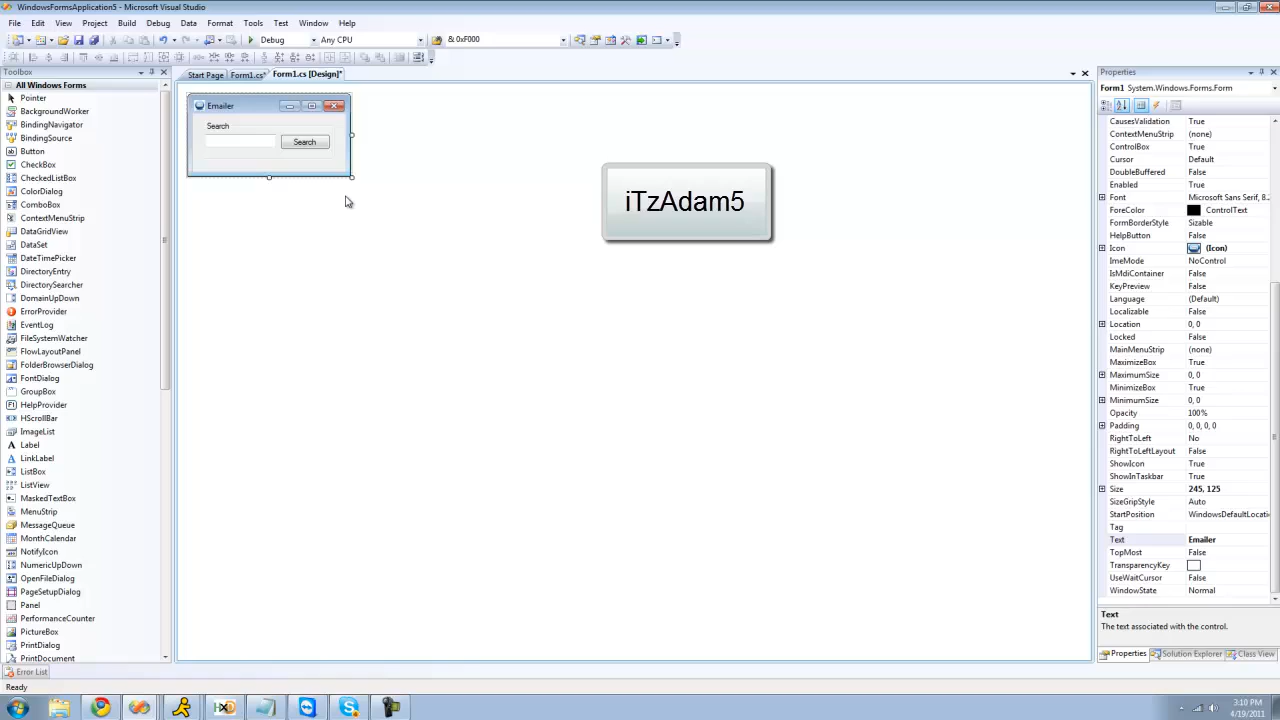 WindowsFormsApplication5 - Microsoft Visual Studio
File Edit View Project Build Debug Data Format Tools Test Window Help
Debug Any CPU & 0xF000
Toolbox
Start Page Form1.cs* Form1.cs [Design]*
Properties
All Windows Forms
Pointer
BackgroundWorker
BindingNavigator
BindingSource
Button
CheckBox
CheckedListBox
ColorDialog
ComboBox
ContextMenuStrip
DataGridView
DataSet
DateTimePicker
DirectoryEntry
DirectorySearcher
DomainUpDown
ErrorProvider
EventLog
FileSystemWatcher
FlowLayoutPanel
FolderBrowserDialog
FontDialog
GroupBox
HelpProvider
HScrollBar
ImageList
Label
LinkLabel
ListBox
ListView
MaskedTextBox
MenuStrip
MessageQueue
MonthCalendar
NotifyIcon
NumericUpDown
OpenFileDialog
PageSetupDialog
Panel
PerformanceCounter
PictureBox
PrintDialog
PrintDocument
Error List
Emailer
Search
Search
iTzAdam5
Form1 System.Windows.Forms.Form
CausesValidation True
ContextMenuStrip (none)
ControlBox True
Cursor Default
DoubleBuffered False
Enabled True
Font Microsoft Sans Serif, 8.
ForeColor ControlText
FormBorderStyle Sizable
HelpButton False
Icon (Icon)
ImeMode NoControl
IsMdiContainer False
KeyPreview False
Language (Default)
Localizable False
Location 0, 0
Locked False
MainMenuStrip (none)
MaximizeBox True
MaximumSize 0, 0
MinimizeBox True
MinimumSize 0, 0
Opacity 100%
Padding 0, 0, 0, 0
RightToLeft No
RightToLeftLayout False
ShowIcon True
ShowInTaskbar True
Size 245, 125
SizeGripStyle Auto
StartPosition WindowsDefaultLocati
Tag
Text Emailer
TopMost False
TransparencyKey
UseWaitCursor False
WindowState Normal
Text
The text associated with the control.
Properties Solution Explorer Class View
Ready
3:10 PM
4/19/2011